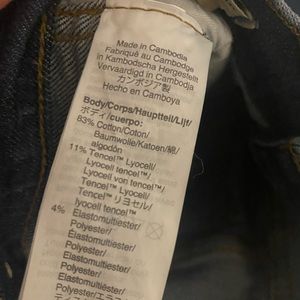 Made in Cambodia
Fabriqué au Cambodge
in Kambodscha Hergestellt
Vervaardigd in Cambodja
カンボジア製
Hecho en Camboya
Body/Corps/Hauptteil/Lijf/
ボディ/cuerpo:
83% Cotton/Coton/
Baumwolle/Katoen/綿/
algodón
11% Tencel™ Lyocell/
Lyocell tencel™/
Lyocell von Tencel™/
Tencel™ Lyocell/
Tencel™ リヨセル/
lyocell tencel™
4% Elastomultiester/
Polyester/
Elastomultiester/
Polyester/
Elastomultiester/
Polyester/
Elastomultiester/